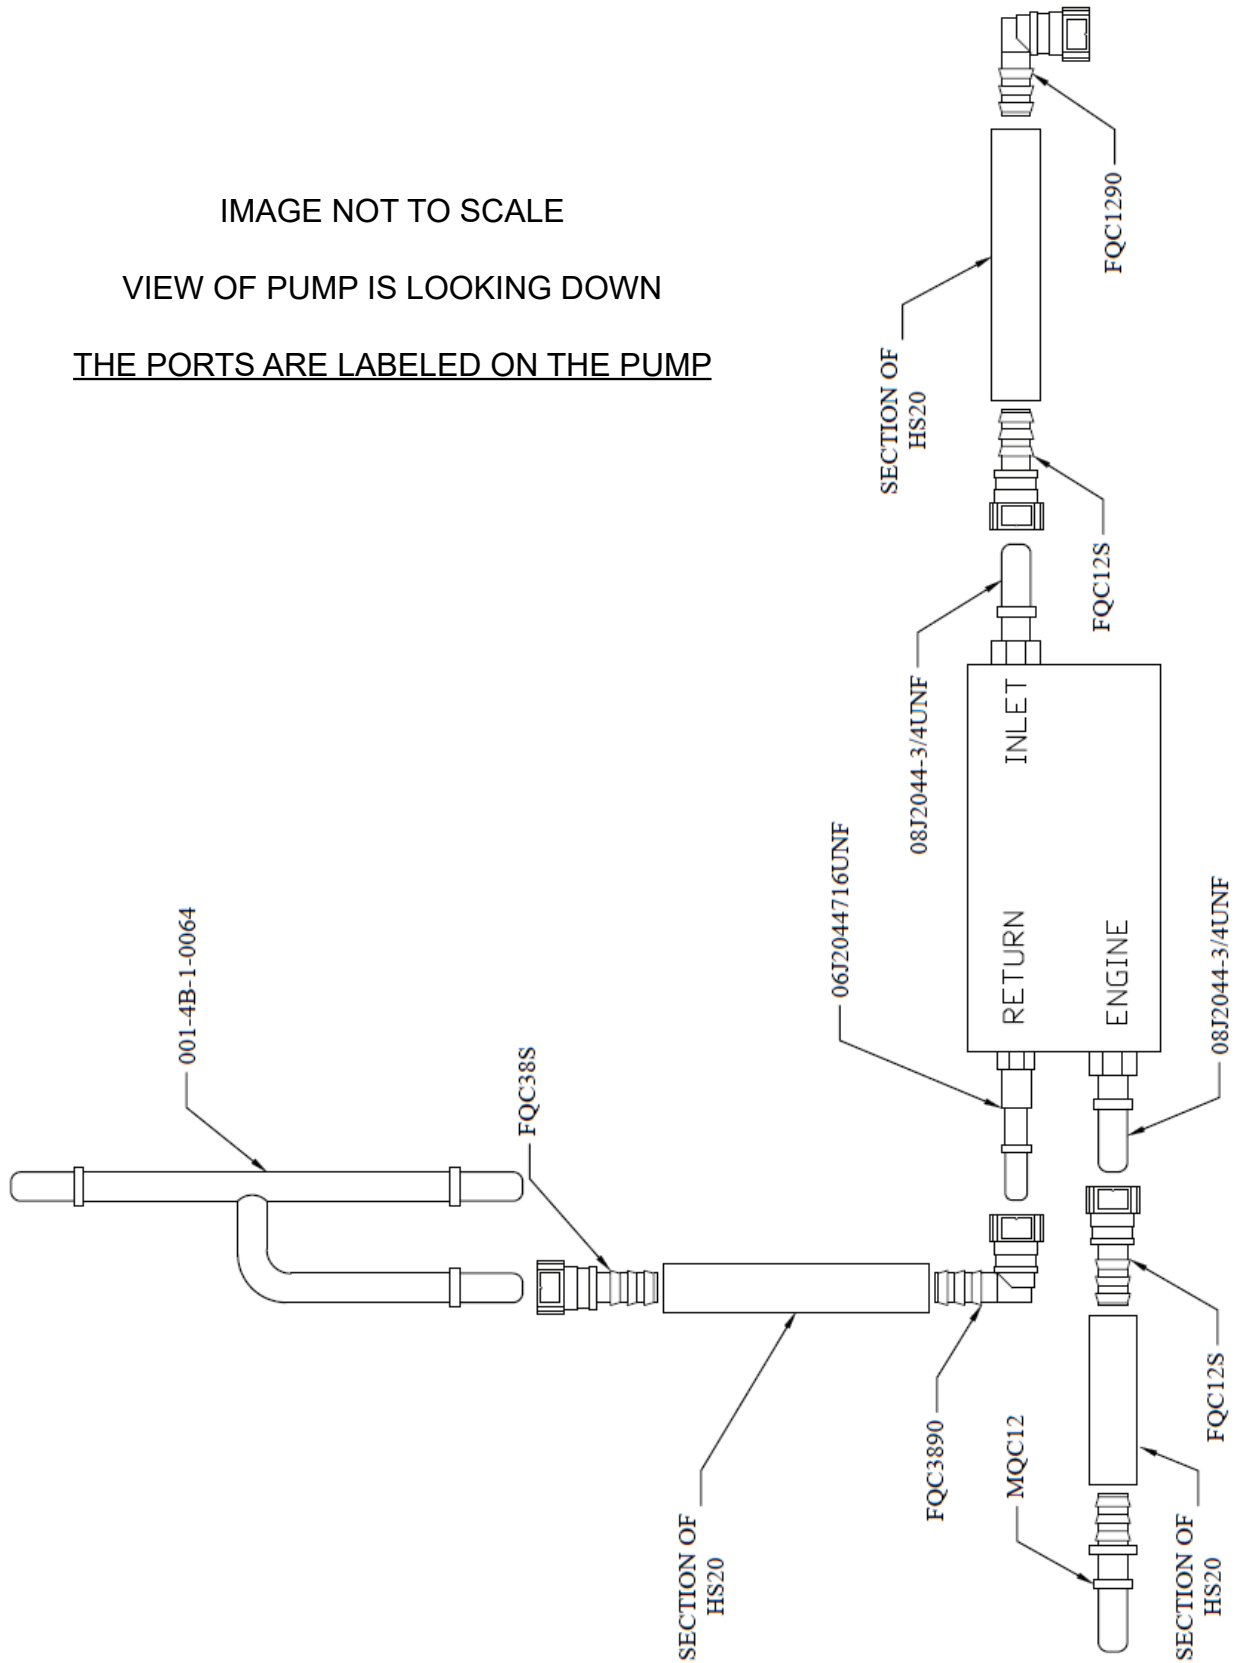 IMAGE NOT TO SCALE
VIEW OF PUMP IS LOOKING DOWN
THE PORTS ARE LABELED ON THE PUMP
FQC1290
SECTION OF
HS20
FQC12S
08J2044-3/4UNF
INLET
06J2044716UNF
RETURN
ENGINE
08J2044-3/4UNF
001-4B-1-0064
FQC38S
SECTION OF
HS20
FQC3890
MQC12
FQC12S
SECTION OF
HS20